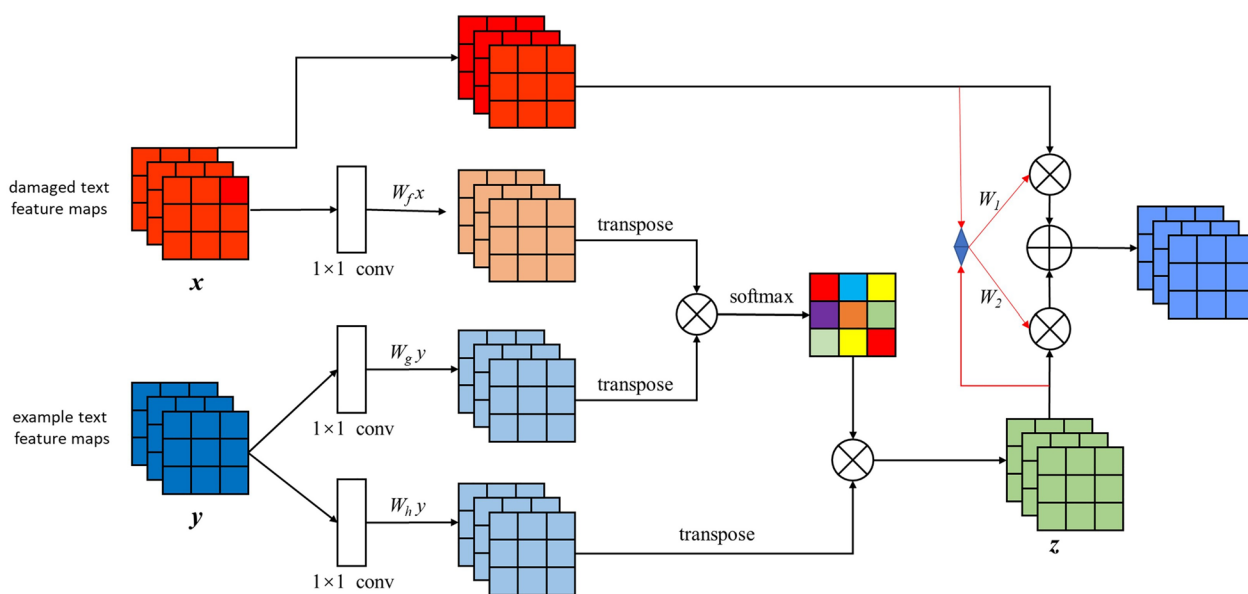 damaged text
feature maps
x
W_f x
1×1 conv
transpose
softmax
W_1
W_2
example text
feature maps
y
W_g y
1×1 conv
transpose
W_h y
1×1 conv
transpose
z